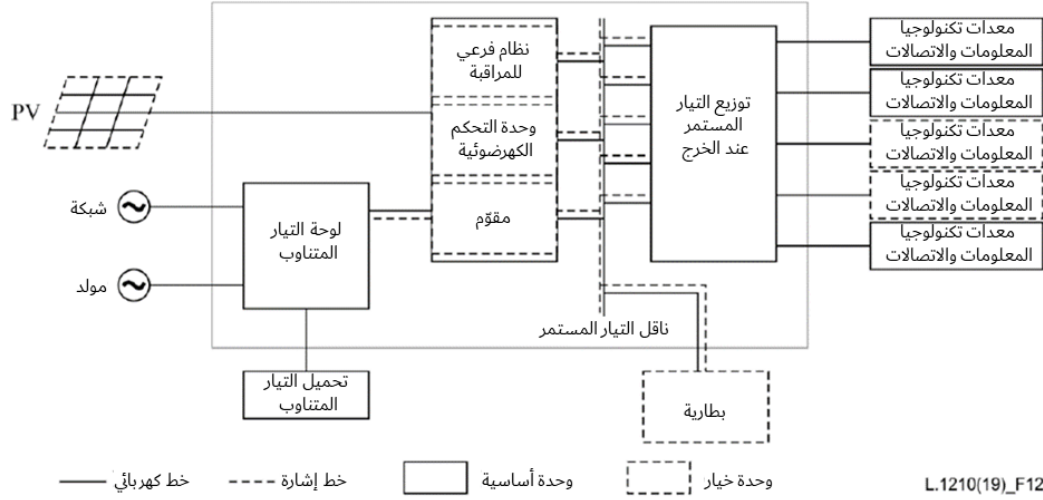 نظام فرعي
للمراقبة
وحدة التحكم
الكهرضوئية
مقوّم
PV
شبكة
مولد
لوحة التيار
المتناوب
تحميل التيار
المتناوب
توزيع التيار
المستمر
عند الخرج
معدات تكنولوجيا
المعلومات والاتصالات
معدات تكنولوجيا
المعلومات والاتصالات
معدات تكنولوجيا
المعلومات والاتصالات
معدات تكنولوجيا
المعلومات والاتصالات
معدات تكنولوجيا
المعلومات والاتصالات
ناقل التيار المستمر
بطارية
خط كهربائي
خط إشارة
وحدة أساسية
وحدة خيار
L.1210(19)_F12